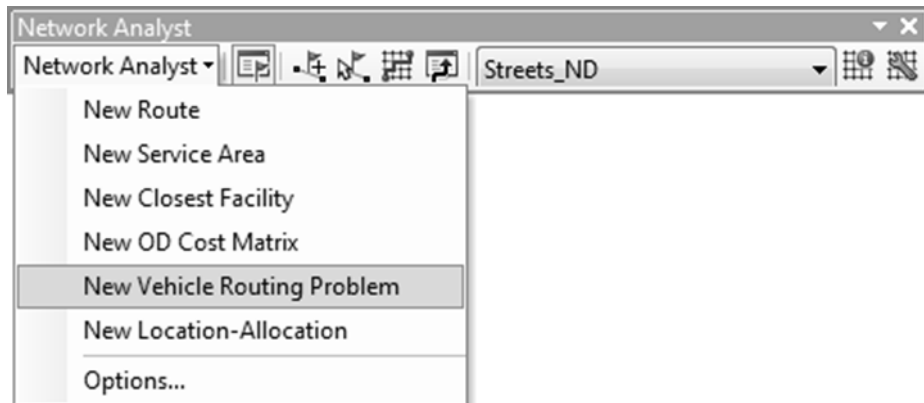 Network Analyst
Network Analyst Streets_ND
New Route
New Service Area
New Closest Facility
New OD Cost Matrix
New Vehicle Routing Problem
New Location-Allocation
Options...